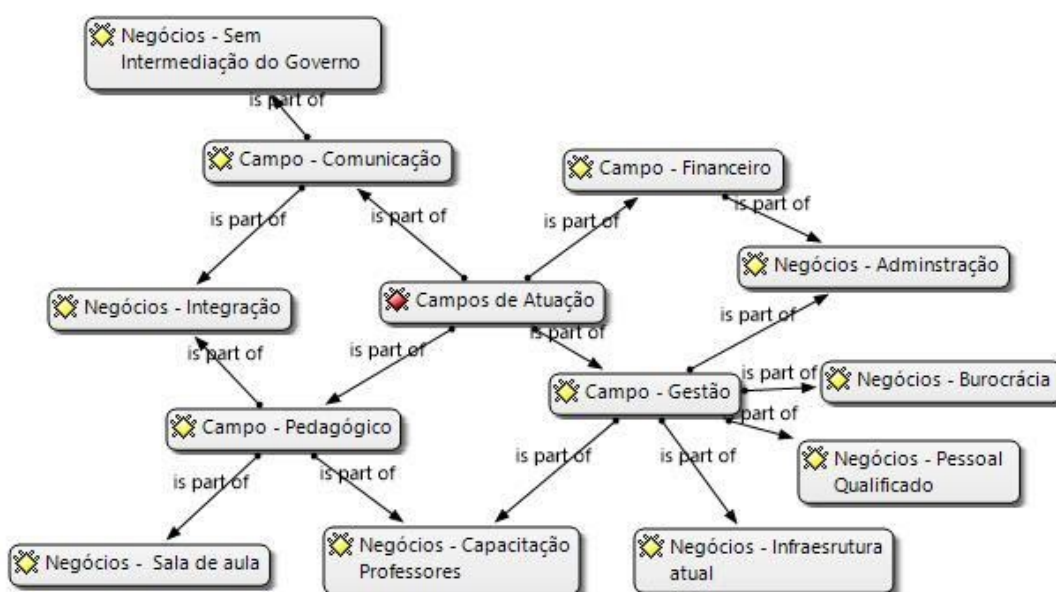 Negócios - Sem
Intermediação do Governo
is part of
Campo - Comunicação
Campo - Financeiro
is part of
is part of
is part of
is part of
Negócios - Adminstração
Negócios - Integração
Campos de Atuação
is part of
is part of
is part of
is part of
Campo - Gestão
is part of
Negócios - Burocrácia
part of
Campo - Pedagógico
Negócios - Pessoal
Qualificado
is part of
is part of
is part of
is part of
Negócios - Sala de aula
Negócios - Capacitação
Professores
Negócios - Infraesrutura
atual